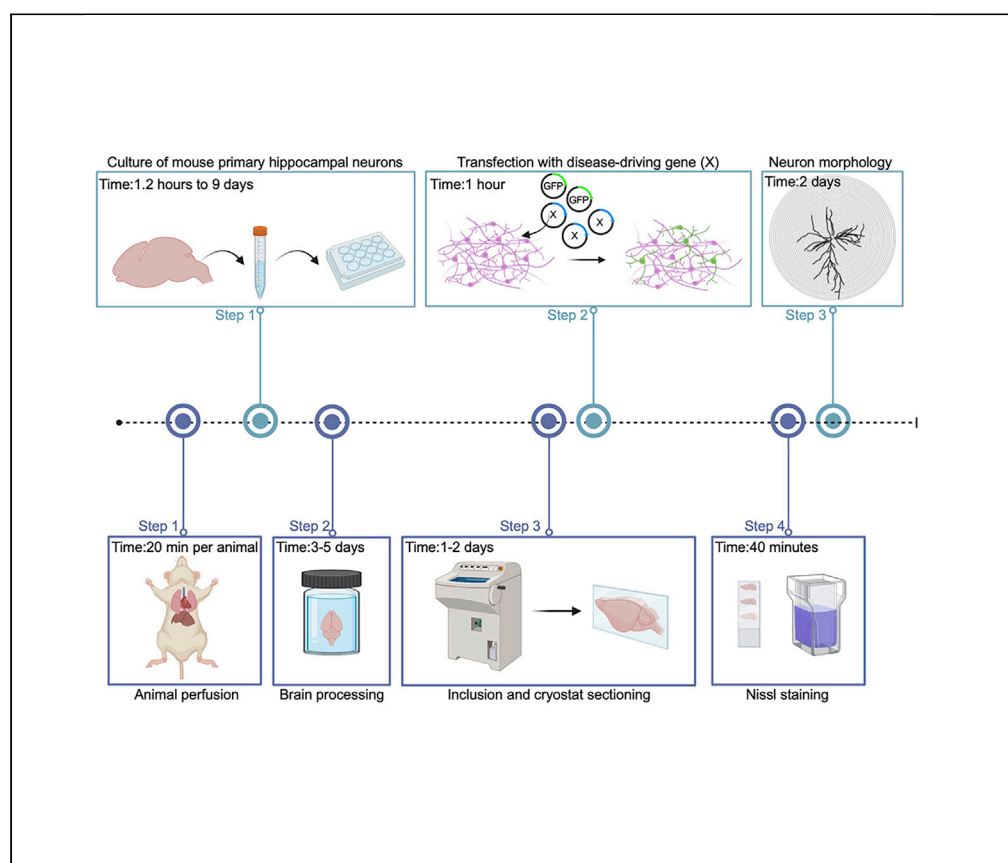 Culture of mouse primary hippocampal neurons
Time:1.2 hours to 9 days
Step 1
Transfection with disease-driving gene (X)
Time:1 hour
GFP
GFP
X
X
X
Step 2
Neuron morphology
Time:2 days
Step 3
Step 1
Time:20 min per animal
Animal perfusion
Step 2
Time:3-5 days
Brain processing
Step 3
Time:1-2 days
Inclusion and cryostat sectioning
Step 4
Time:40 minutes
Nissl staining